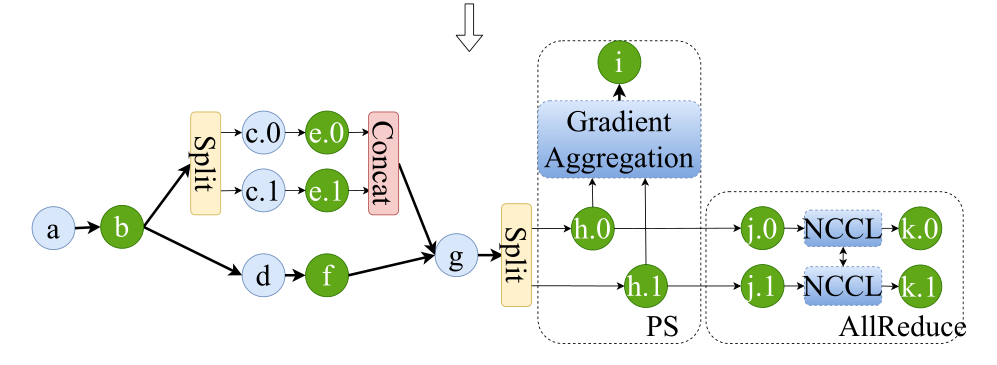 i
Gradient
Aggregation
Split
c.0
e.0
Concat
c.1
e.1
a
b
d
f
g
Split
h.0
h.1
PS
j.0
NCCL
k.0
j.1
NCCL
k.1
AllReduce